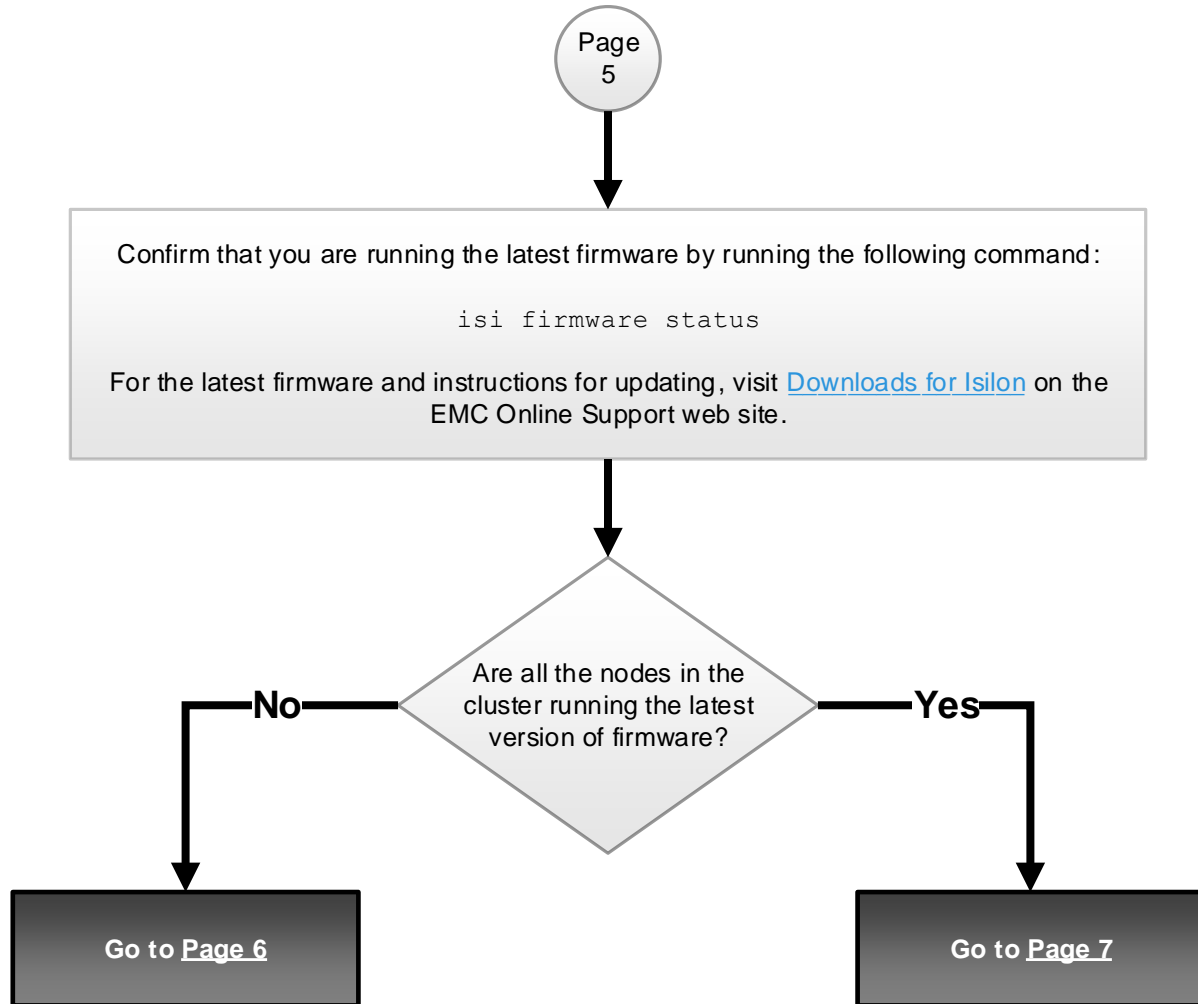 Page
5
Confirm that you are running the latest firmware by running the following command:
isi firmware status
For the latest firmware and instructions for updating, visit Downloads for Isilon on the
EMC Online Support web site.
Are all the nodes in the
cluster running the latest
version of firmware?
No
Yes
Go to Page 6
Go to Page 7